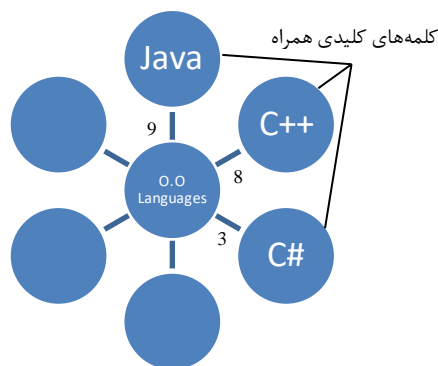 کلمه‌های کلیدی همراه
Java
9
C++
8
O.O
Languages
3
C#